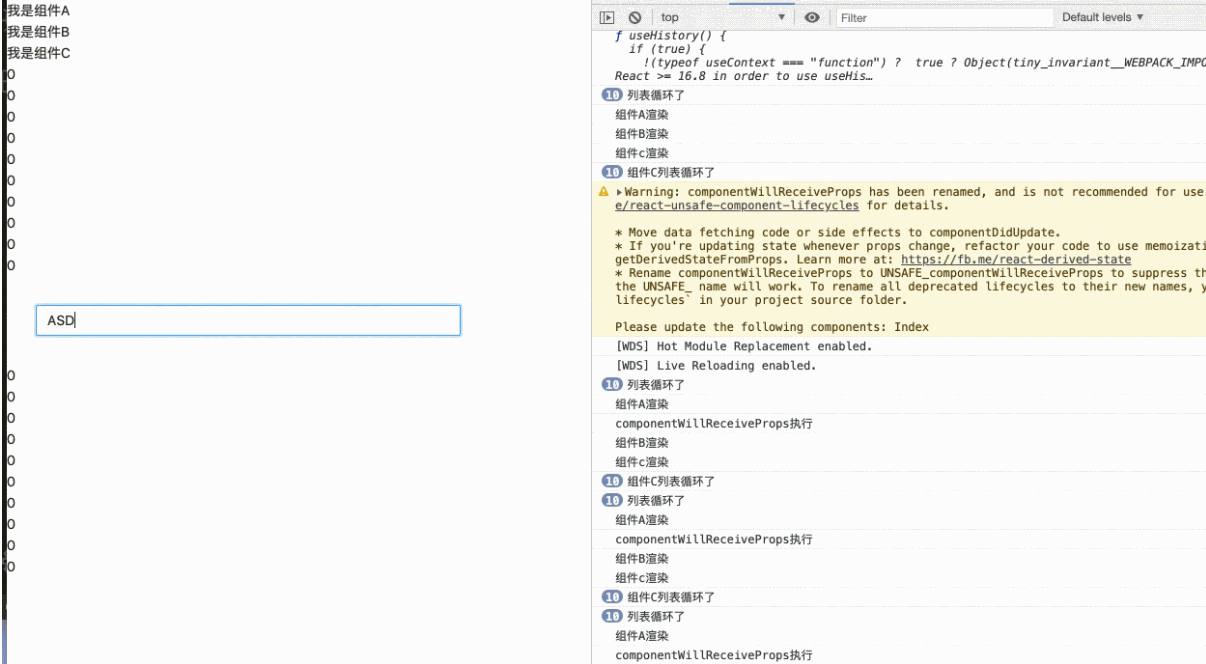 我是组件A
我是组件B
我是组件C
0
0
0
0
0
0
0
0
0
0
ASD
0
0
0
0
0
0
0
0
0
0
top
Filter
Default levels
f useHistory() {
if (true) {
!(typeof useContext === "function") ? true ? Object(tiny_invariant__WEBPACK_IMPO
React >= 16.8 in order to use useHis…
10 列表循环了
组件A渲染
组件B渲染
组件c渲染
10 组件C列表循环了
Warning: componentWillReceiveProps has been renamed, and is not recommended for use
e/react-unsafe-component-lifecycles for details.
* Move data fetching code or side effects to componentDidUpdate.
* If you're updating state whenever props change, refactor your code to use memoizati
getDerivedStateFromProps. Learn more at: https://fb.me/react-derived-state
* Rename componentWillReceiveProps to UNSAFE_componentWillReceiveProps to suppress th
the UNSAFE_ name will work. To rename all deprecated lifecycles to their new names, y
lifecycles` in your project source folder.
Please update the following components: Index
[WDS] Hot Module Replacement enabled.
[WDS] Live Reloading enabled.
10 列表循环了
组件A渲染
componentWillReceiveProps执行
组件B渲染
组件c渲染
10 组件C列表循环了
10 列表循环了
组件A渲染
componentWillReceiveProps执行
组件B渲染
组件c渲染
10 组件C列表循环了
10 列表循环了
组件A渲染
componentWillReceiveProps执行